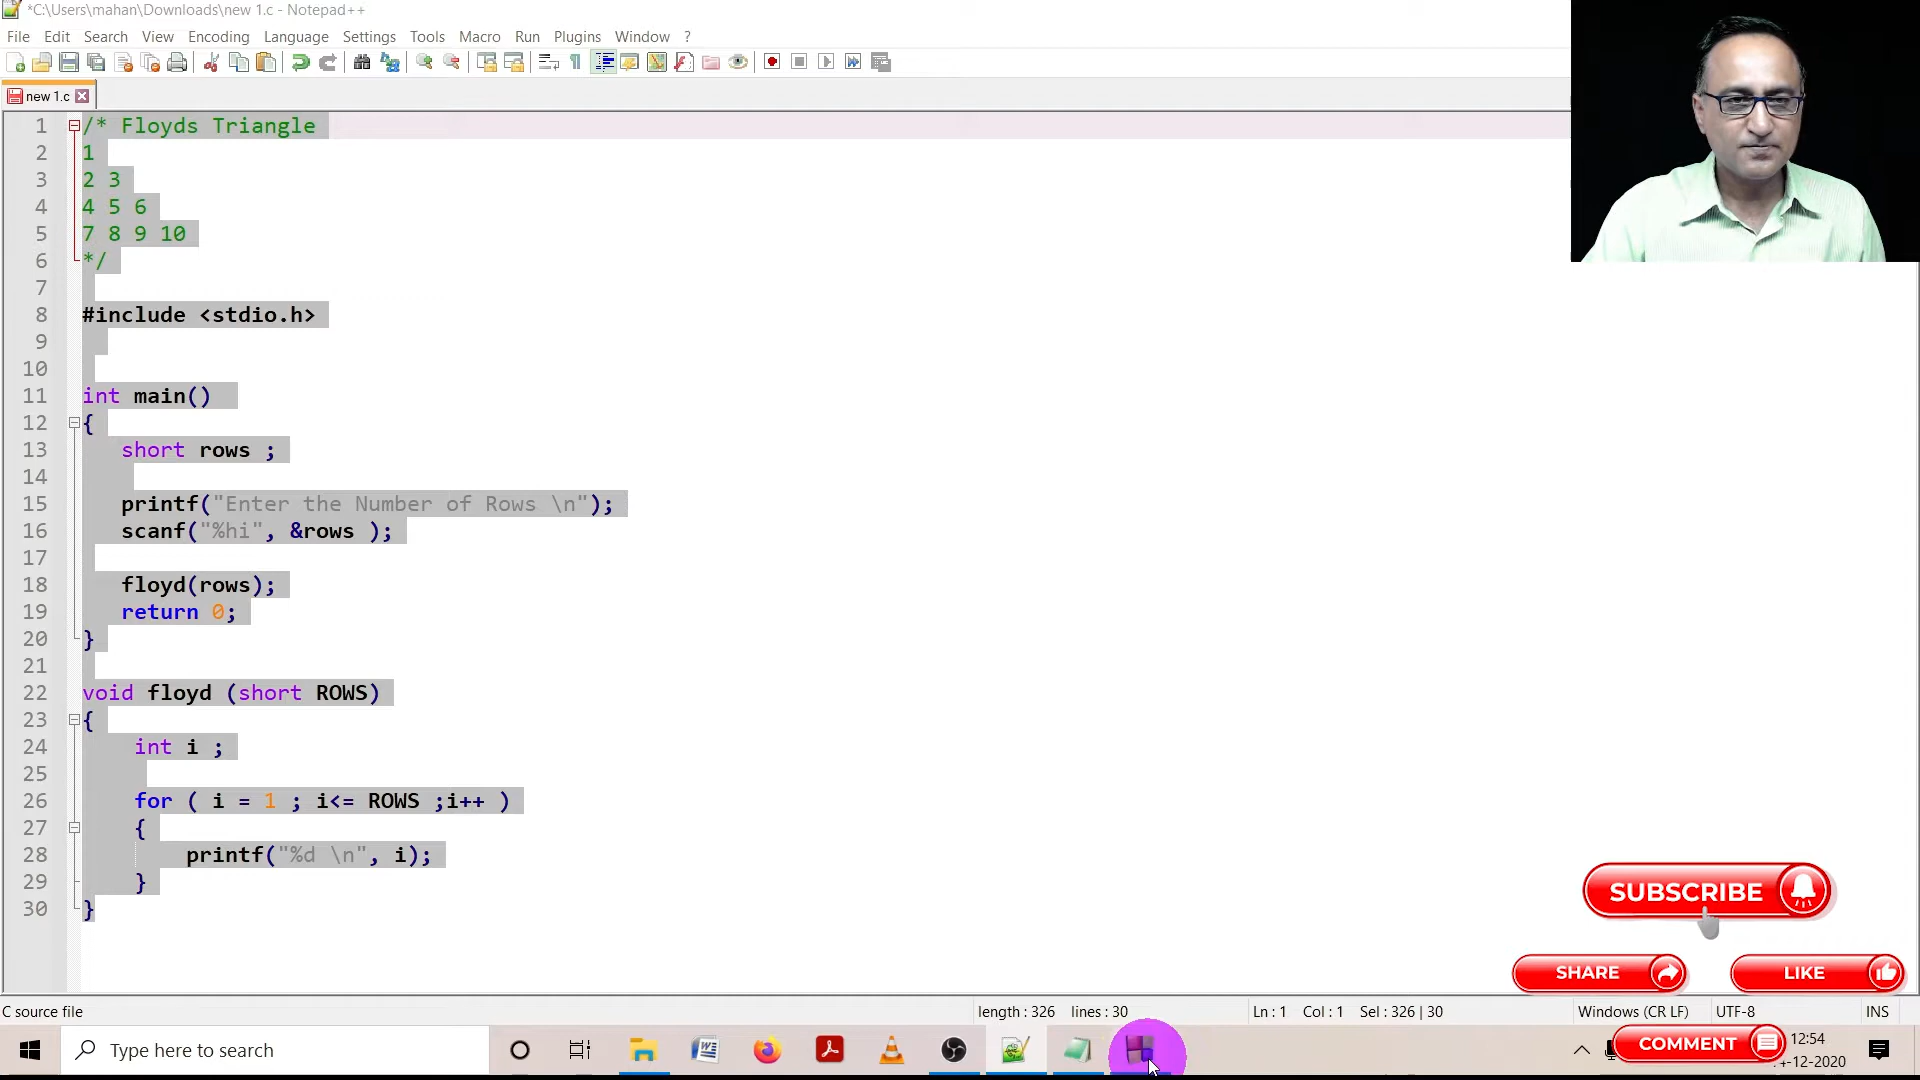 *C:\Users\mahan\Downloads\new 1.c - Notepad++
File Edit Search View Encoding Language Settings Tools Macro Run Plugins Window ?
new 1.c
1 /* Floyds Triangle
2 1
3 2 3
4 4 5 6
5 7 8 9 10
6 */
7
8 #include <stdio.h>
9
10
11 int main()
12 {
13 short rows ;
14
15 printf("Enter the Number of Rows \n");
16 scanf("%hi", &rows );
17
18 floyd(rows);
19 return 0;
20 }
21
22 void floyd (short ROWS)
23 {
24 int i ;
25
26 for ( i = 1 ; i<= ROWS ;i++ )
27 {
28 printf("%d \n", i);
29 }
30 }
SUBSCRIBE
SHARE LIKE
C source file length : 326 lines : 30 Ln : 1 Col : 1 Sel : 326 | 30 Windows (CR LF) UTF-8 INS
Type here to search
COMMENT
12:54
-12-2020